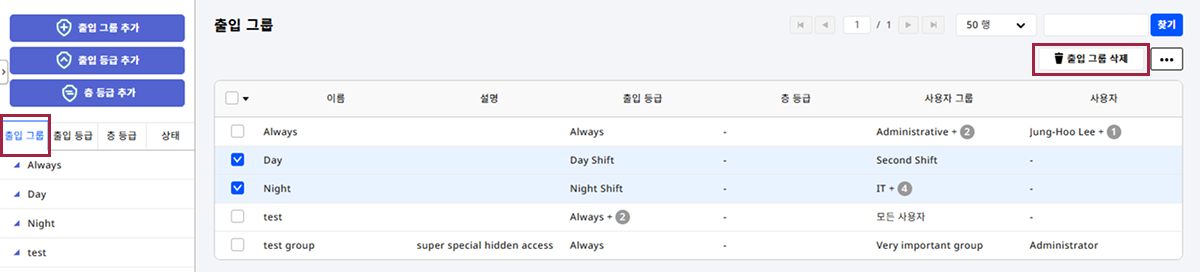 출입 그룹 추가
출입 등급 추가
층 등급 추가
출입 그룹 출입 등급 층 등급 상태
Always
Day
Night
test
출입 그룹
1 / 1 50 행 찾기
출입 그룹 삭제 •••
이름 설명 출입 등급 층 등급 사용자 그룹 사용자
Always Always - Administrative + 2 Jung-Hoo Lee + 1
Day Day Shift - Second Shift -
Night Night Shift - IT + 4 -
test Always + 2 - 모든 사용자 -
test group super special hidden access Always - Very important group Administrator